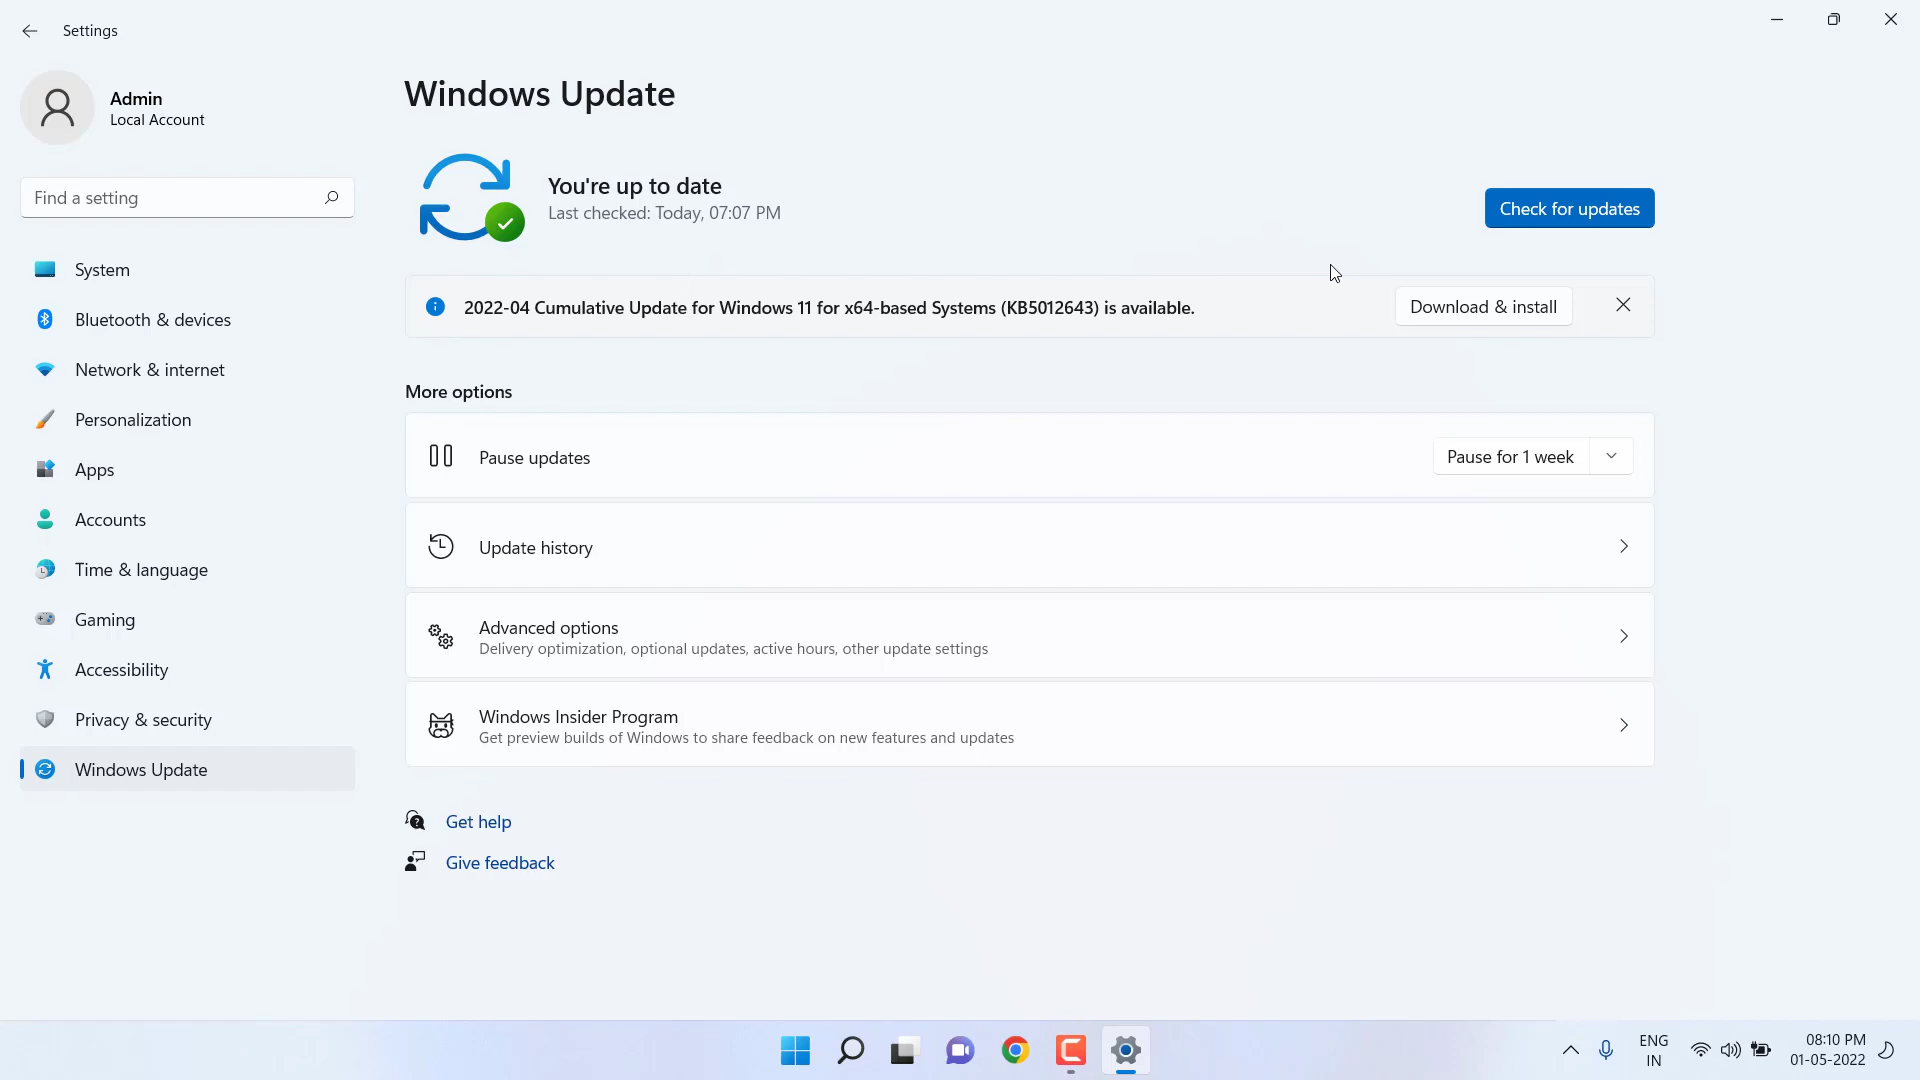 Settings
Admin
Local Account
Find a setting
System
Bluetooth & devices
Network & internet
Personalization
Apps
Accounts
Time & language
Gaming
Accessibility
Privacy & security
Windows Update
Windows Update
You're up to date
Last checked: Today, 07:07 PM
Check for updates
2022-04 Cumulative Update for Windows 11 for x64-based Systems (KB5012643) is available.
Download & install
More options
Pause updates
Pause for 1 week
Update history
Advanced options
Delivery optimization, optional updates, active hours, other update settings
Windows Insider Program
Get preview builds of Windows to share feedback on new features and updates
Get help
Give feedback
ENG
IN
08:10 PM
01-05-2022